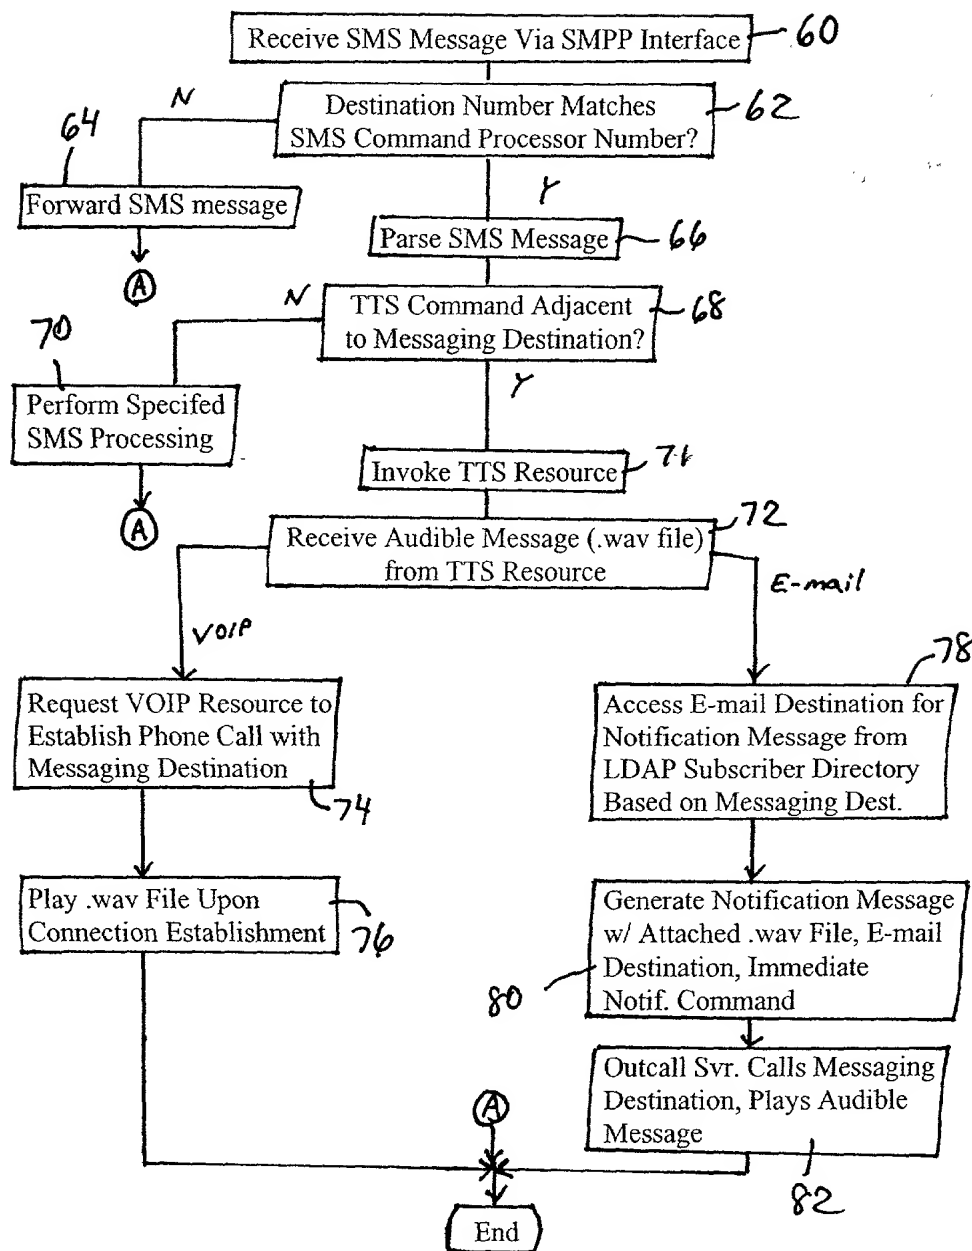 Receive SMS Message Via SMPP Interface
60
Destination Number Matches
SMS Command Processor Number?
62
N
64
Forward SMS message
A
Y
Parse SMS Message
66
TTS Command Adjacent
to Messaging Destination?
68
N
70
Perform Specifed
SMS Processing
A
Y
Invoke TTS Resource
71
Receive Audible Message (.wav file)
from TTS Resource
72
VOIP
E-mail
Request VOIP Resource to
Establish Phone Call with
Messaging Destination
74
78
Access E-mail Destination for
Notification Message from
LDAP Subscriber Directory
Based on Messaging Dest.
Play .wav File Upon
Connection Establishment
76
Generate Notification Message
w/ Attached .wav File, E-mail
Destination, Immediate
Notif. Command
80
Outcall Svr. Calls Messaging
Destination, Plays Audible
Message
82
A
End